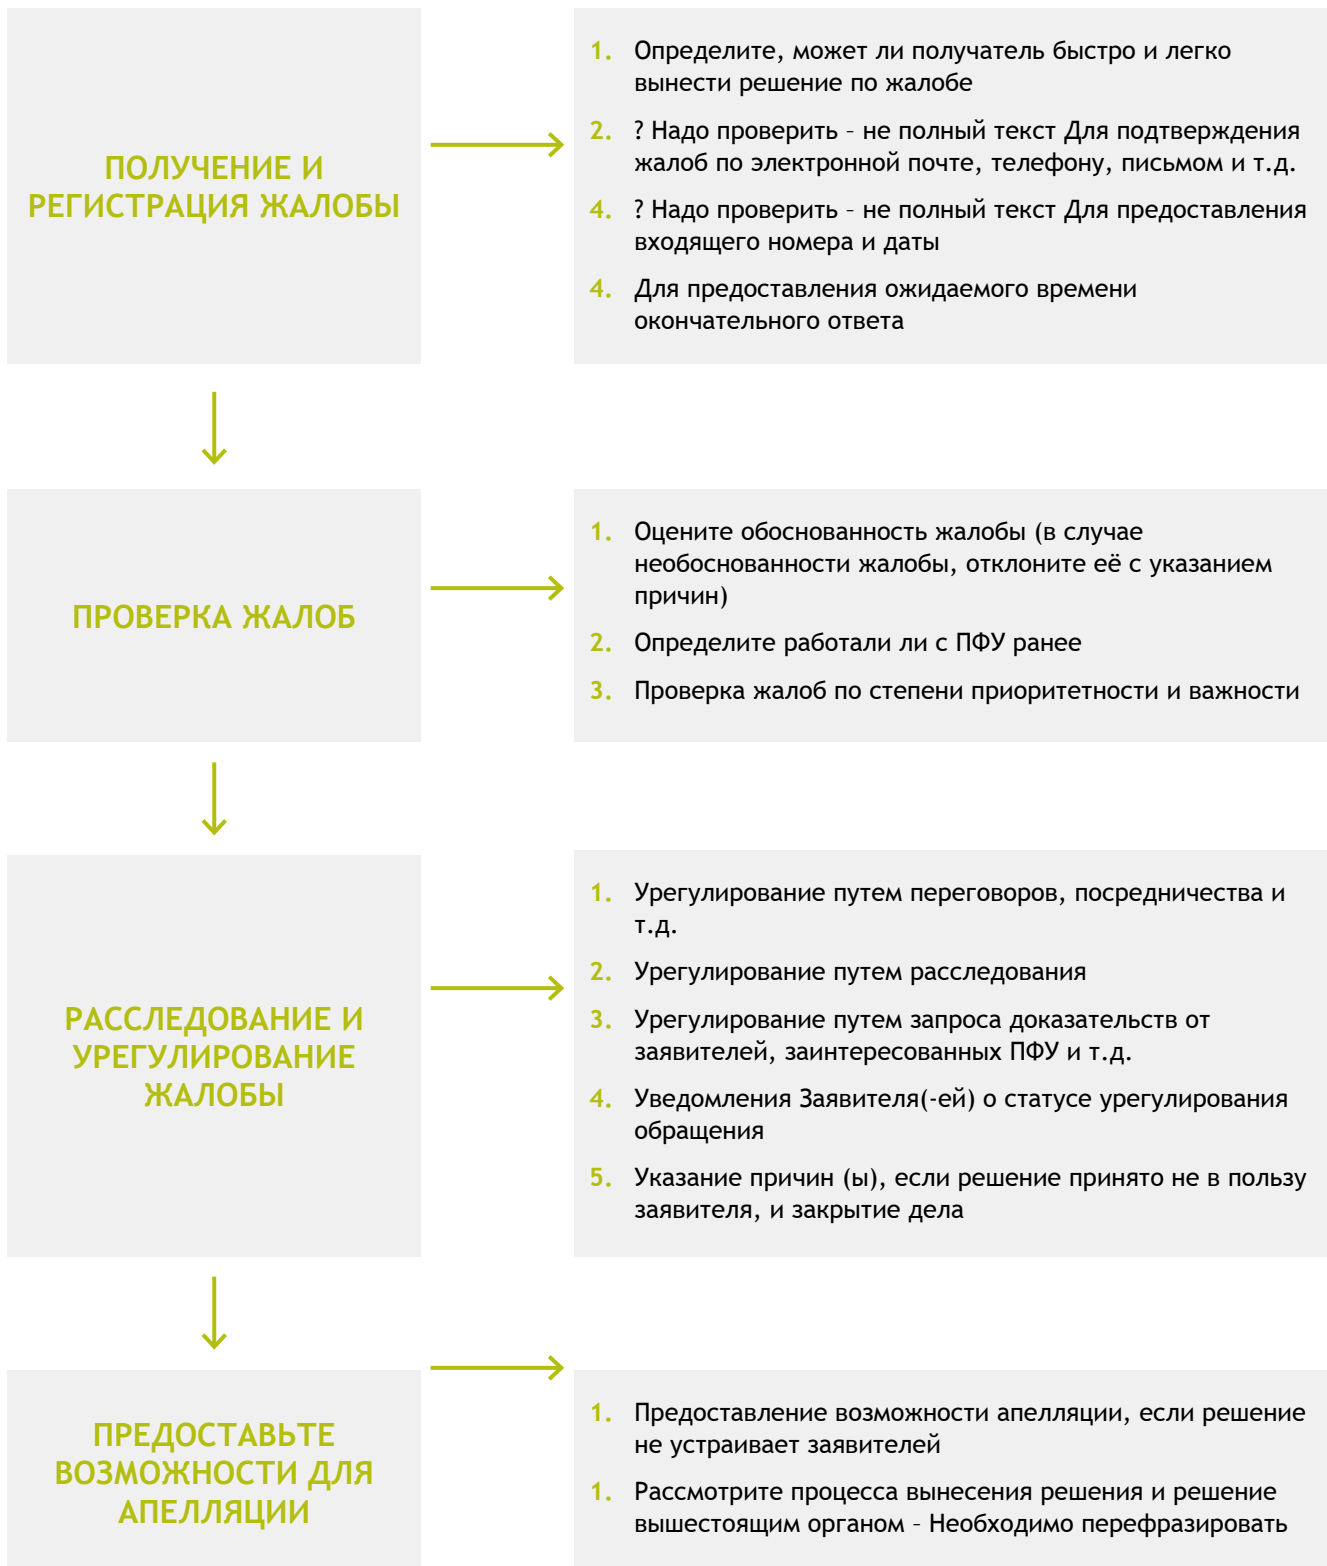 ПОЛУЧЕНИЕ И
РЕГИСТРАЦИЯ ЖАЛОБЫ
1. Определите, может ли получатель быстро и легко
вынести решение по жалобе
2. ? Надо проверить – не полный текст Для подтверждения
жалоб по электронной почте, телефону, письмом и т.д.
4. ? Надо проверить – не полный текст Для предоставления
входящего номера и даты
4. Для предоставления ожидаемого времени
окончательного ответа
ПРОВЕРКА ЖАЛОБ
1. Оцените обоснованность жалобы (в случае
необоснованности жалобы, отклоните её с указанием
причин)
2. Определите работали ли с ПФУ ранее
3. Проверка жалоб по степени приоритетности и важности
РАССЛЕДОВАНИЕ И
УРЕГУЛИРОВАНИЕ
ЖАЛОБЫ
1. Урегулирование путем переговоров, посредничества и
т.д.
2. Урегулирование путем расследования
3. Урегулирование путем запроса доказательств от
заявителей, заинтересованных ПФУ и т.д.
4. Уведомления Заявителя(-ей) о статусе урегулирования
обращения
5. Указание причин (ы), если решение принято не в пользу
заявителя, и закрытие дела
ПРЕДОСТАВЬТЕ
ВОЗМОЖНОСТИ ДЛЯ
АПЕЛЛЯЦИИ
1. Предоставление возможности апелляции, если решение
не устраивает заявителей
1. Рассмотрите процесса вынесения решения и решение
вышестоящим органом – Необходимо перефразировать